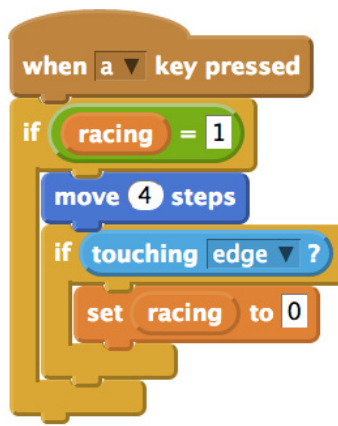 when a ▼ key pressed
if racing = 1
move 4 steps
if touching edge ▼ ?
set racing to 0